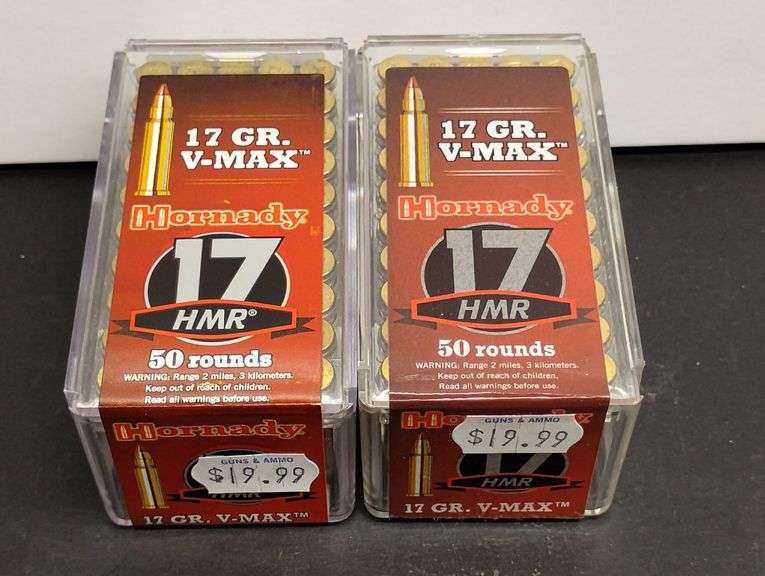 17 GR.
V-MAX™
Hornady
17
HMR®
50 rounds
WARNING: Range 2 miles, 3 kilometers.
Keep out of reach of children.
Read all warnings before use.
Hornady
GUNS & AMMO
$19.99
HMR
17 GR. V-MAX™
17 GR.
V-MAX™
Hornady
17
HMR
50 rounds
WARNING: Range 2 miles, 3 kilometers.
Keep out of reach of children.
Read all warnings before use.
Hornady
GUNS & AMMO
$19.99
17
HMR
17 GR. V-MAX™